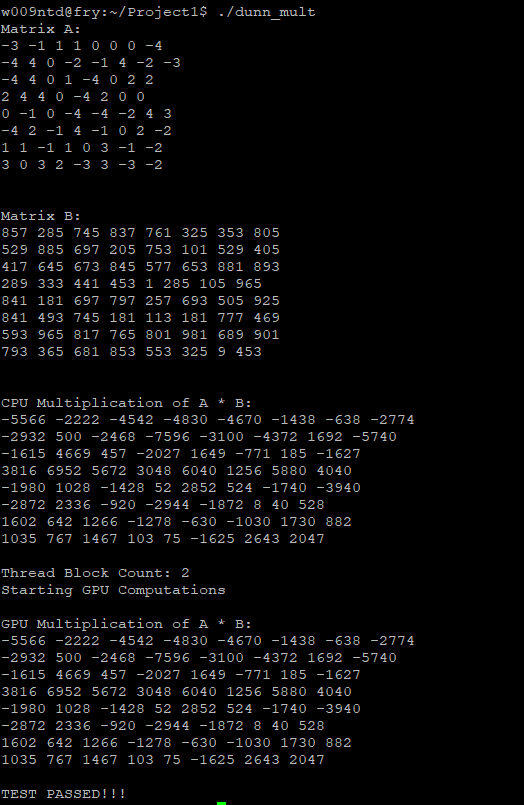 w009ntd@fry:~/Project1$ ./dunn_mult
Matrix A:
-3 -1 1 1 0 0 0 -4
-4 4 0 -2 -1 4 -2 -3
-4 4 0 1 -4 0 2 2
2 4 4 0 -4 2 0 0
0 -1 0 -4 -4 -2 4 3
-4 2 -1 4 -1 0 2 -2
1 1 -1 1 0 3 -1 -2
3 0 3 2 -3 3 -3 -2
Matrix B:
857 285 745 837 761 325 353 805
529 885 697 205 753 101 529 405
417 645 673 845 577 653 881 893
289 333 441 453 1 285 105 965
841 181 697 797 257 693 505 925
841 493 745 181 113 181 777 469
593 965 817 765 801 981 689 901
793 365 681 853 553 325 9 453
CPU Multiplication of A * B:
-5566 -2222 -4542 -4830 -4670 -1438 -638 -2774
-2932 500 -2468 -7596 -3100 -4372 1692 -5740
-1615 4669 457 -2027 1649 -771 185 -1627
3816 6952 5672 3048 6040 1256 5880 4040
-1980 1028 -1428 52 2852 524 -1740 -3940
-2872 2336 -920 -2944 -1872 8 40 528
1602 642 1266 -1278 -630 -1030 1730 882
1035 767 1467 103 75 -1625 2643 2047
Thread Block Count: 2
Starting GPU Computations
GPU Multiplication of A * B:
-5566 -2222 -4542 -4830 -4670 -1438 -638 -2774
-2932 500 -2468 -7596 -3100 -4372 1692 -5740
-1615 4669 457 -2027 1649 -771 185 -1627
3816 6952 5672 3048 6040 1256 5880 4040
-1980 1028 -1428 52 2852 524 -1740 -3940
-2872 2336 -920 -2944 -1872 8 40 528
1602 642 1266 -1278 -630 -1030 1730 882
1035 767 1467 103 75 -1625 2643 2047
TEST PASSED!!!